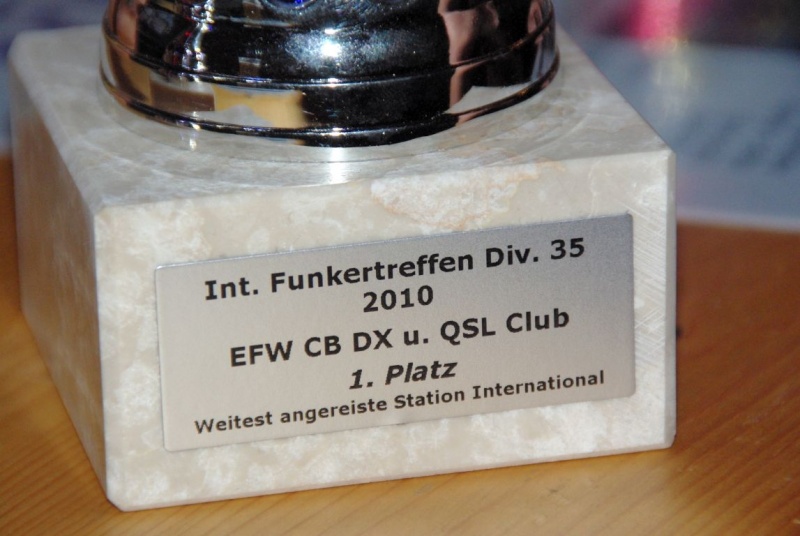 Int. Funkertreffen Div. 35
2010
EFW CB DX u. QSL Club
1. Platz
Weitest angereiste Station International